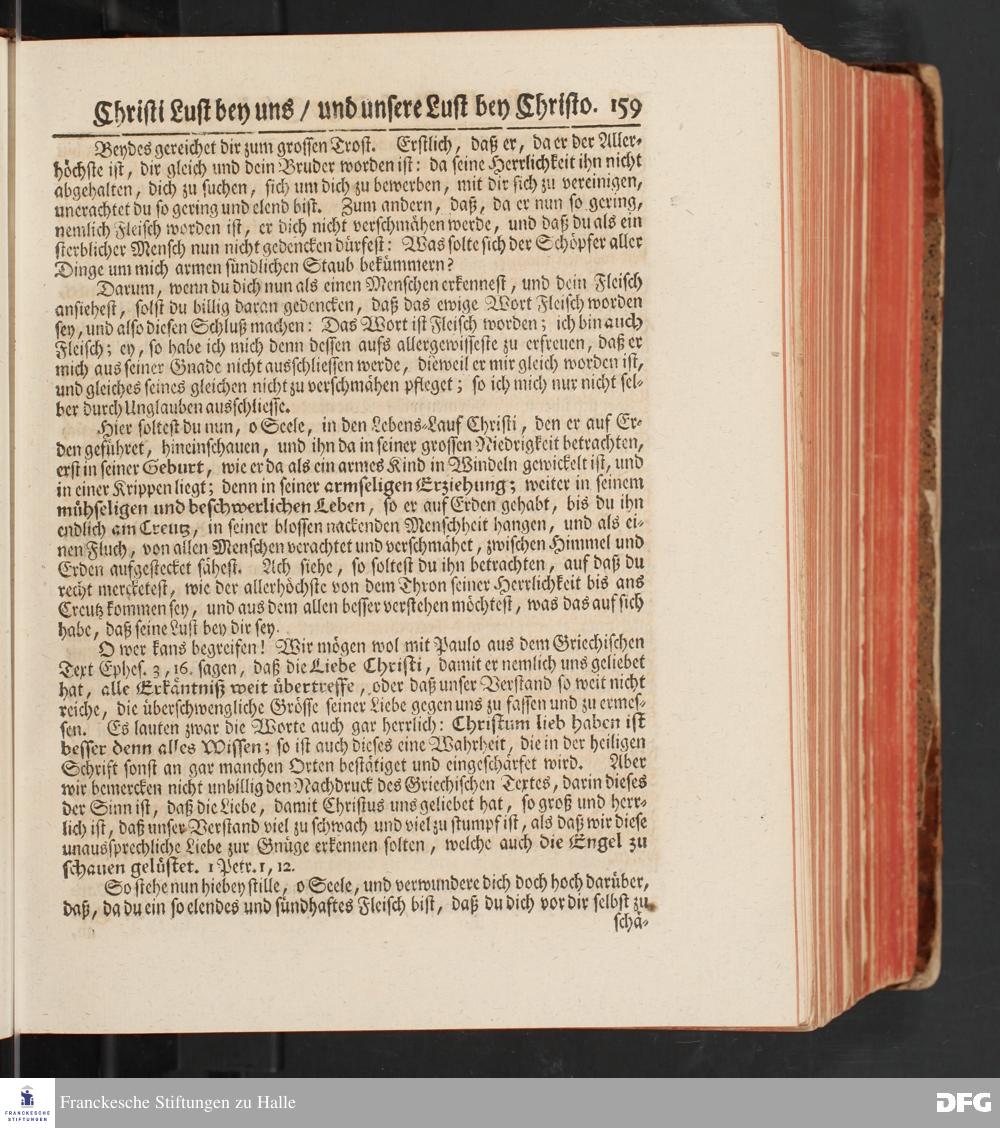 Christi Lust bey uns / und unsere Lust bey Christo. 159
Beydes gereichet dir zum grossen Trost. Erstlich, daß er, da er der Aller-
höchste ist, dir gleich und dein Bruder worden ist: da seine Herrlichkeit ihn nicht
abgehalten, dich zu suchen, sich um dich zu bewerben, mit dir sich zu vereinigen,
unerachtet du so gering und elend bist. Zum andern, daß, da er nun so gering,
nemlich Fleisch worden ist, er dich nicht verschmähen werde, und daß du als ein
sterblicher Mensch nun nicht gedencken dürfest: Was solte sich der Schöpfer aller
Dinge um mich armen sündlichen Staub bekümmern?
Darum, wenn du dich nun als einen Menschen erkennest, und dein Fleisch
ansiehest, solst du billig daran gedencken, daß das ewige Wort Fleisch worden
sey, und also diesen Schluß machen: Das Wort ist Fleisch worden; ich bin auch
Fleisch; ey, so habe ich mich denn dessen aufs allergewisseste zu erfreuen, daß er
mich aus seiner Gnade nicht ausschliessen werde, dieweil er mir gleich worden ist,
und gleiches seines gleichen nicht zu verschmähen pfleget; so ich mich nur nicht sel-
ber durch Unglauben ausschliesse.
Hier soltest du nun, o Seele, in den Lebens-Lauf Christi, den er auf Er-
den geführet, hineinschauen, und ihn da in seiner grossen Niedrigkeit betrachten,
erst in seiner Geburt, wie er da als ein armes Kind in Windeln gewickelt ist, und
in einer Krippen liegt; denn in seiner armseligen Erziehung; weiter in seinem
mühseligen und beschwerlichen Leben, so er auf Erden gehabt, bis du ihn
endlich am Creutz, in seiner blossen nackenden Menschheit hangen, und als ei-
nen Fluch, von allen Menschen verachtet und verschmähet, zwischen Himmel und
Erden aufgestecket sähest. Ach siehe, so soltest du ihn betrachten, auf daß du
recht merketest, wie der allerhöchste von dem Thron seiner Herrlichkeit bis ans
Creutz kommen sey, und aus dem allen besser verstehen möchtest, was das auf sich
habe, daß seine Lust bey dir sey.
O wer kans begreifen! Wir mögen wol mit Paulo aus dem Griechischen
Text Ephes. 3, 16. sagen, daß die Liebe Christi, damit er nemlich uns geliebet
hat, alle Erkäntniß weit übertreffe, oder daß unser Verstand so weit nicht
reiche, die überschwengliche Grösse seiner Liebe gegen uns zu fassen und zu ermes-
sen. Es lauten zwar die Worte auch gar herrlich: Christum lieb haben ist
besser denn alles Wissen; so ist auch dieses eine Wahrheit, die in der heiligen
Schrift sonst an gar manchen Orten bestätiget und eingeschärfet wird. Aber
wir bemercken nicht unbillig den Nachdruck des Griechischen Textes, darin dieses
der Sinn ist, daß die Liebe, damit Christus uns geliebet hat, so groß und herr-
lich ist, daß unser Verstand viel zu schwach und viel zu stumpf ist, als daß wir diese
unaussprechliche Liebe zur Gnüge erkennen solten, welche auch die Engel zu
schauen gelüstet. 1 Petr. 1, 12.
So stehe nun hiebey stille, o Seele, und verwundere dich doch hoch darüber,
daß, da du ein so elendes und sündhaftes Fleisch bist, daß du dich vor dir selbst zu
schä-
FRANCKESCHE
STIFTUNGEN
Franckesche Stiftungen zu Halle
DFG